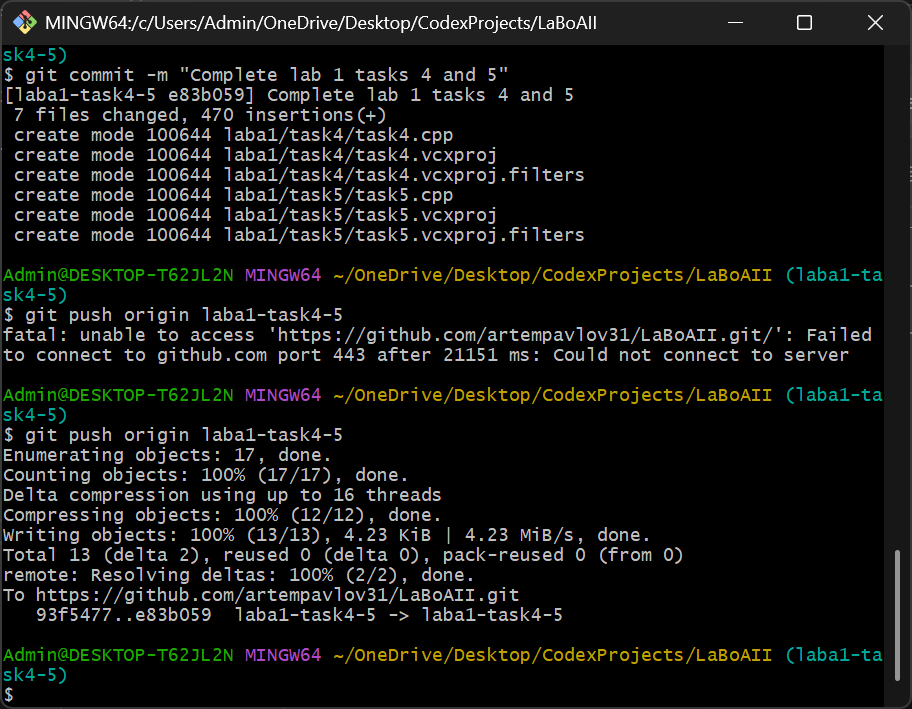 MINGW64:/c/Users/Admin/OneDrive/Desktop/CodexProjects/LaBoAII
sk4-5)
$ git commit -m "Complete lab 1 tasks 4 and 5"
[laba1-task4-5 e83b059] Complete lab 1 tasks 4 and 5
 7 files changed, 470 insertions(+)
 create mode 100644 laba1/task4/task4.cpp
 create mode 100644 laba1/task4/task4.vcxproj
 create mode 100644 laba1/task4/task4.vcxproj.filters
 create mode 100644 laba1/task5/task5.cpp
 create mode 100644 laba1/task5/task5.vcxproj
 create mode 100644 laba1/task5/task5.vcxproj.filters
Admin@DESKTOP-T62JL2N MINGW64 ~/OneDrive/Desktop/CodexProjects/LaBoAII (laba1-ta
sk4-5)
$ git push origin laba1-task4-5
fatal: unable to access 'https://github.com/artempavlov31/LaBoAII.git/': Failed
to connect to github.com port 443 after 21151 ms: Could not connect to server
Admin@DESKTOP-T62JL2N MINGW64 ~/OneDrive/Desktop/CodexProjects/LaBoAII (laba1-ta
sk4-5)
$ git push origin laba1-task4-5
Enumerating objects: 17, done.
Counting objects: 100% (17/17), done.
Delta compression using up to 16 threads
Compressing objects: 100% (12/12), done.
Writing objects: 100% (13/13), 4.23 KiB | 4.23 MiB/s, done.
Total 13 (delta 2), reused 0 (delta 0), pack-reused 0 (from 0)
remote: Resolving deltas: 100% (2/2), done.
To https://github.com/artempavlov31/LaBoAII.git
   93f5477..e83b059  laba1-task4-5 -> laba1-task4-5
Admin@DESKTOP-T62JL2N MINGW64 ~/OneDrive/Desktop/CodexProjects/LaBoAII (laba1-ta
sk4-5)
$